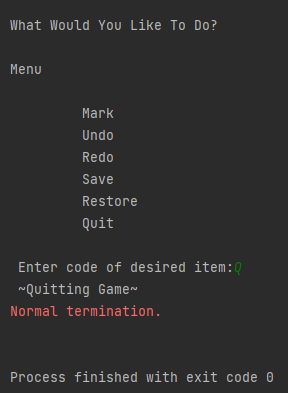 What Would You Like To Do?
Menu
Mark
Undo
Redo
Save
Restore
Quit
Enter code of desired item:Q
~Quitting Game~
Normal termination.
Process finished with exit code 0